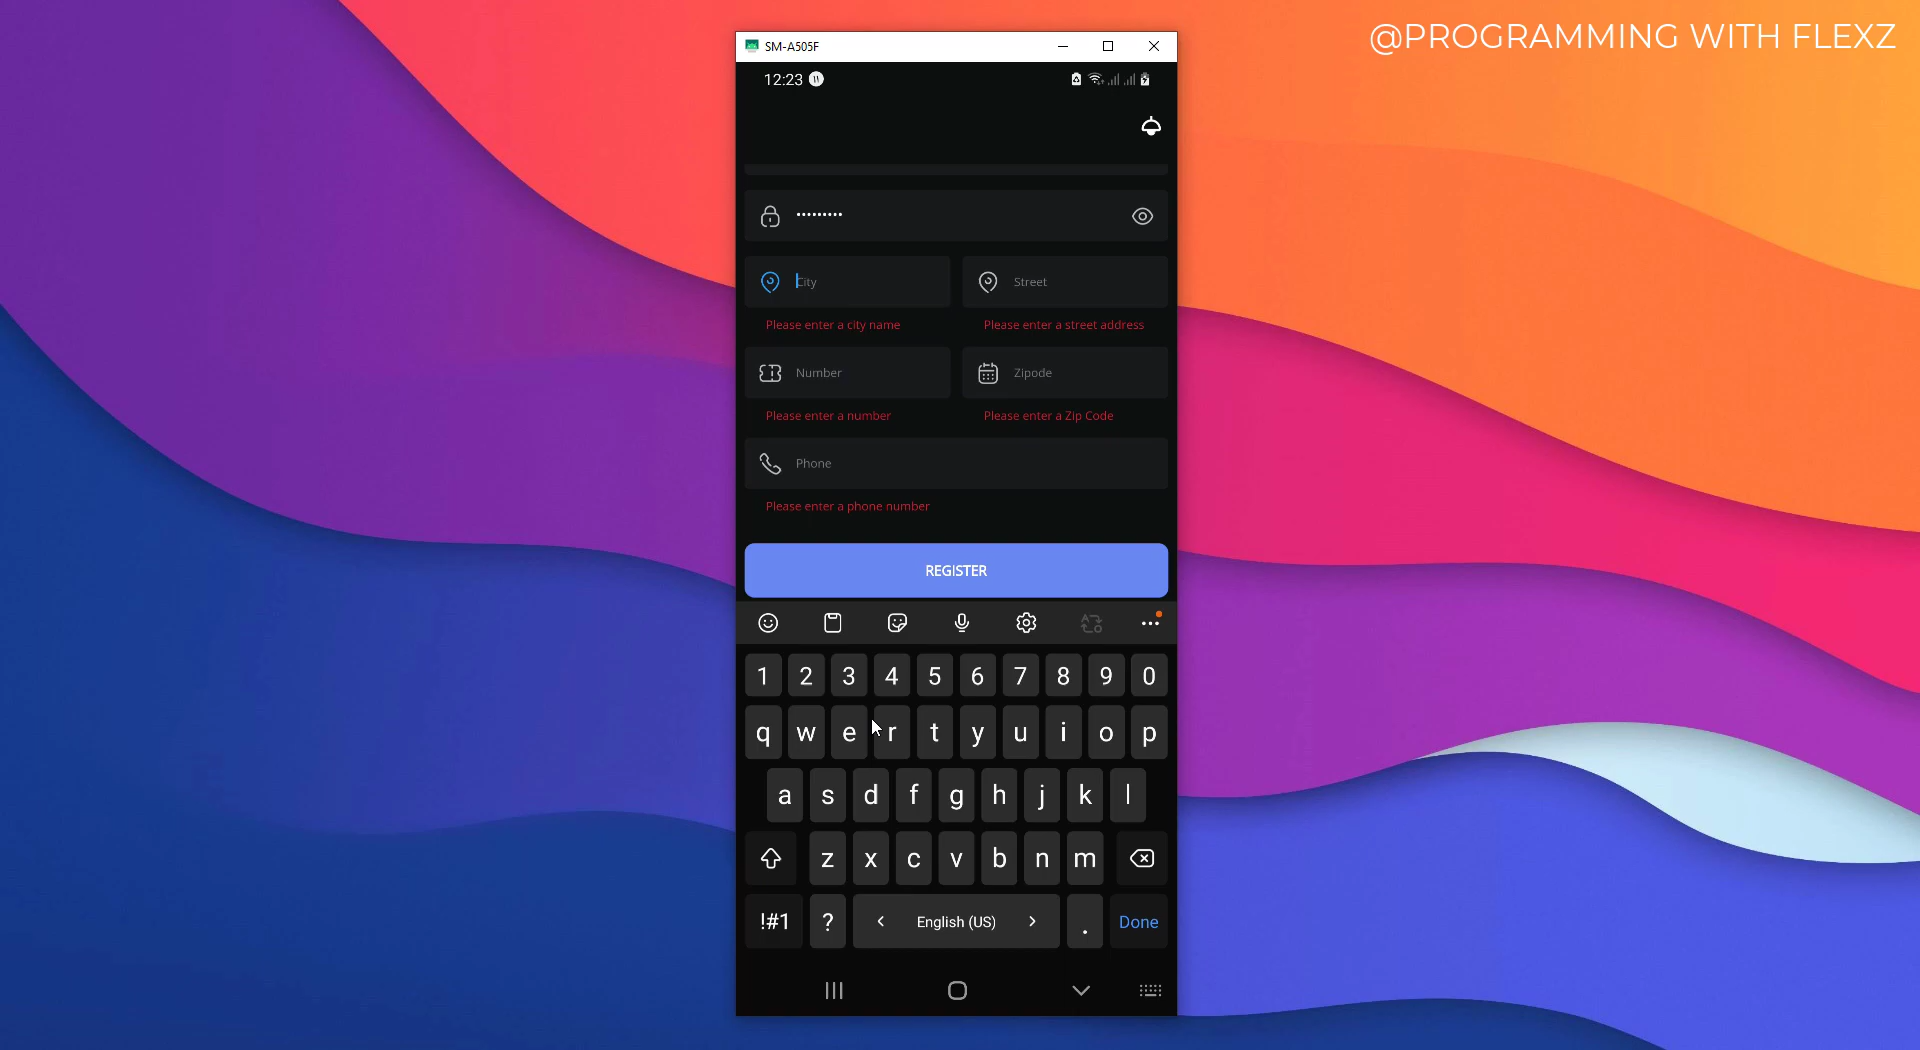 @PROGRAMMING WITH FLEXZ
SM-A505F
12:23
•••••••••
City
Street
Please enter a city name
Please enter a street address
Number
Zipode
Please enter a number
Please enter a Zip Code
Phone
Please enter a phone number
REGISTER
1 2 3 4 5 6 7 8 9 0
q w e r t y u i o p
a s d f g h j k l
z x c v b n m
!#1 ? < English (US) > . Done